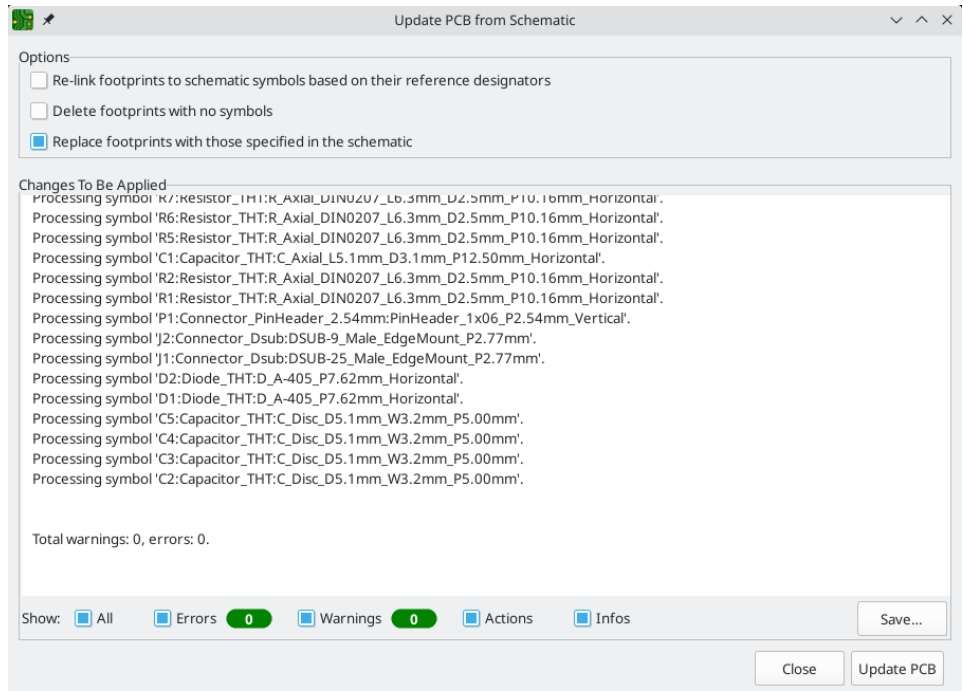 Update PCB from Schematic
Options
Re-link footprints to schematic symbols based on their reference designators
Delete footprints with no symbols
Replace footprints with those specified in the schematic
Changes To Be Applied
Processing symbol 'R7:Resistor_THT:R_Axial_DIN0207_L6.3mm_D2.5mm_P10.16mm_Horizontal'.
Processing symbol 'R6:Resistor_THT:R_Axial_DIN0207_L6.3mm_D2.5mm_P10.16mm_Horizontal'.
Processing symbol 'R5:Resistor_THT:R_Axial_DIN0207_L6.3mm_D2.5mm_P10.16mm_Horizontal'.
Processing symbol 'C1:Capacitor_THT:C_Axial_L5.1mm_D3.1mm_P12.50mm_Horizontal'.
Processing symbol 'R2:Resistor_THT:R_Axial_DIN0207_L6.3mm_D2.5mm_P10.16mm_Horizontal'.
Processing symbol 'R1:Resistor_THT:R_Axial_DIN0207_L6.3mm_D2.5mm_P10.16mm_Horizontal'.
Processing symbol 'P1:Connector_PinHeader_2.54mm:PinHeader_1x06_P2.54mm_Vertical'.
Processing symbol 'J2:Connector_Dsub:DSUB-9_Male_EdgeMount_P2.77mm'.
Processing symbol 'J1:Connector_Dsub:DSUB-25_Male_EdgeMount_P2.77mm'.
Processing symbol 'D2:Diode_THT:D_A-405_P7.62mm_Horizontal'.
Processing symbol 'D1:Diode_THT:D_A-405_P7.62mm_Horizontal'.
Processing symbol 'C5:Capacitor_THT:C_Disc_D5.1mm_W3.2mm_P5.00mm'.
Processing symbol 'C4:Capacitor_THT:C_Disc_D5.1mm_W3.2mm_P5.00mm'.
Processing symbol 'C3:Capacitor_THT:C_Disc_D5.1mm_W3.2mm_P5.00mm'.
Processing symbol 'C2:Capacitor_THT:C_Disc_D5.1mm_W3.2mm_P5.00mm'.
Total warnings: 0, errors: 0.
Show: All Errors 0 Warnings 0 Actions Infos Save...
Close Update PCB